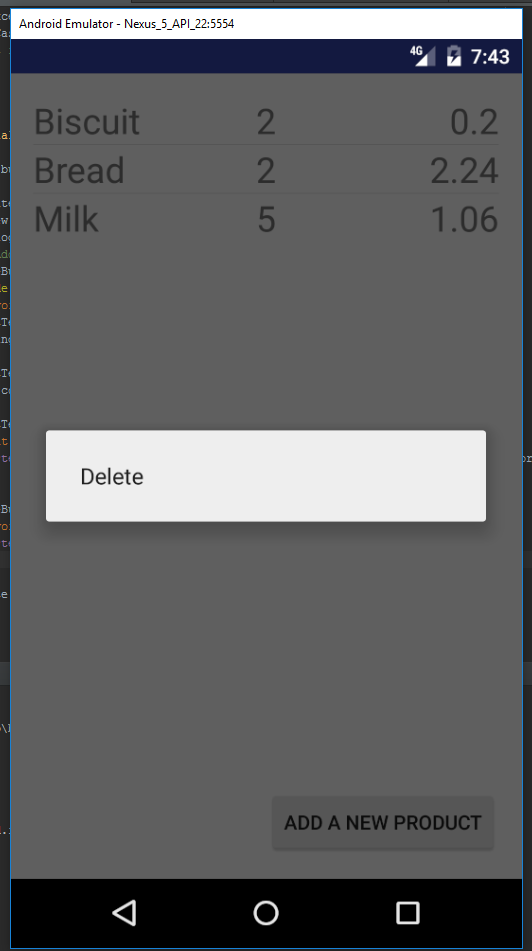 Android Emulator - Nexus_5_API_22:5554
4G 7:43
Biscuit 2 0.2
Bread 2 2.24
Milk 5 1.06
Delete
ADD A NEW PRODUCT